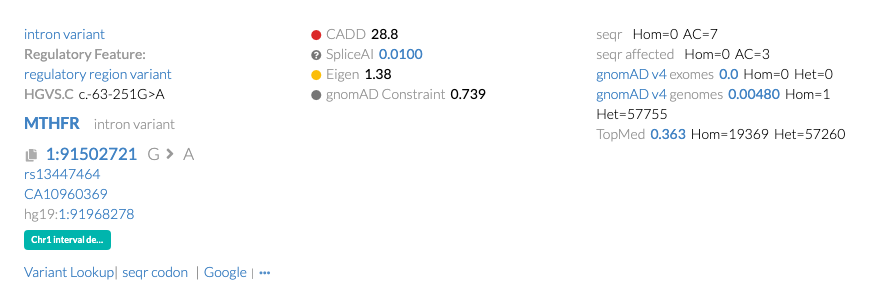 intron variant
Regulatory Feature:
regulatory region variant
HGVS.C c.-63-251G>A
MTHFR intron variant
1:91502721 G > A
rs13447464
CA10960369
hg19:1:91968278
Chr1 interval de...
Variant Lookup| seqr codon | Google | •••
CADD 28.8
SpliceAI 0.0100
Eigen 1.38
gnomAD Constraint 0.739
seqr Hom=0 AC=7
seqr affected Hom=0 AC=3
gnomAD v4 exomes 0.0 Hom=0 Het=0
gnomAD v4 genomes 0.00480 Hom=1
Het=57755
TopMed 0.363 Hom=19369 Het=57260